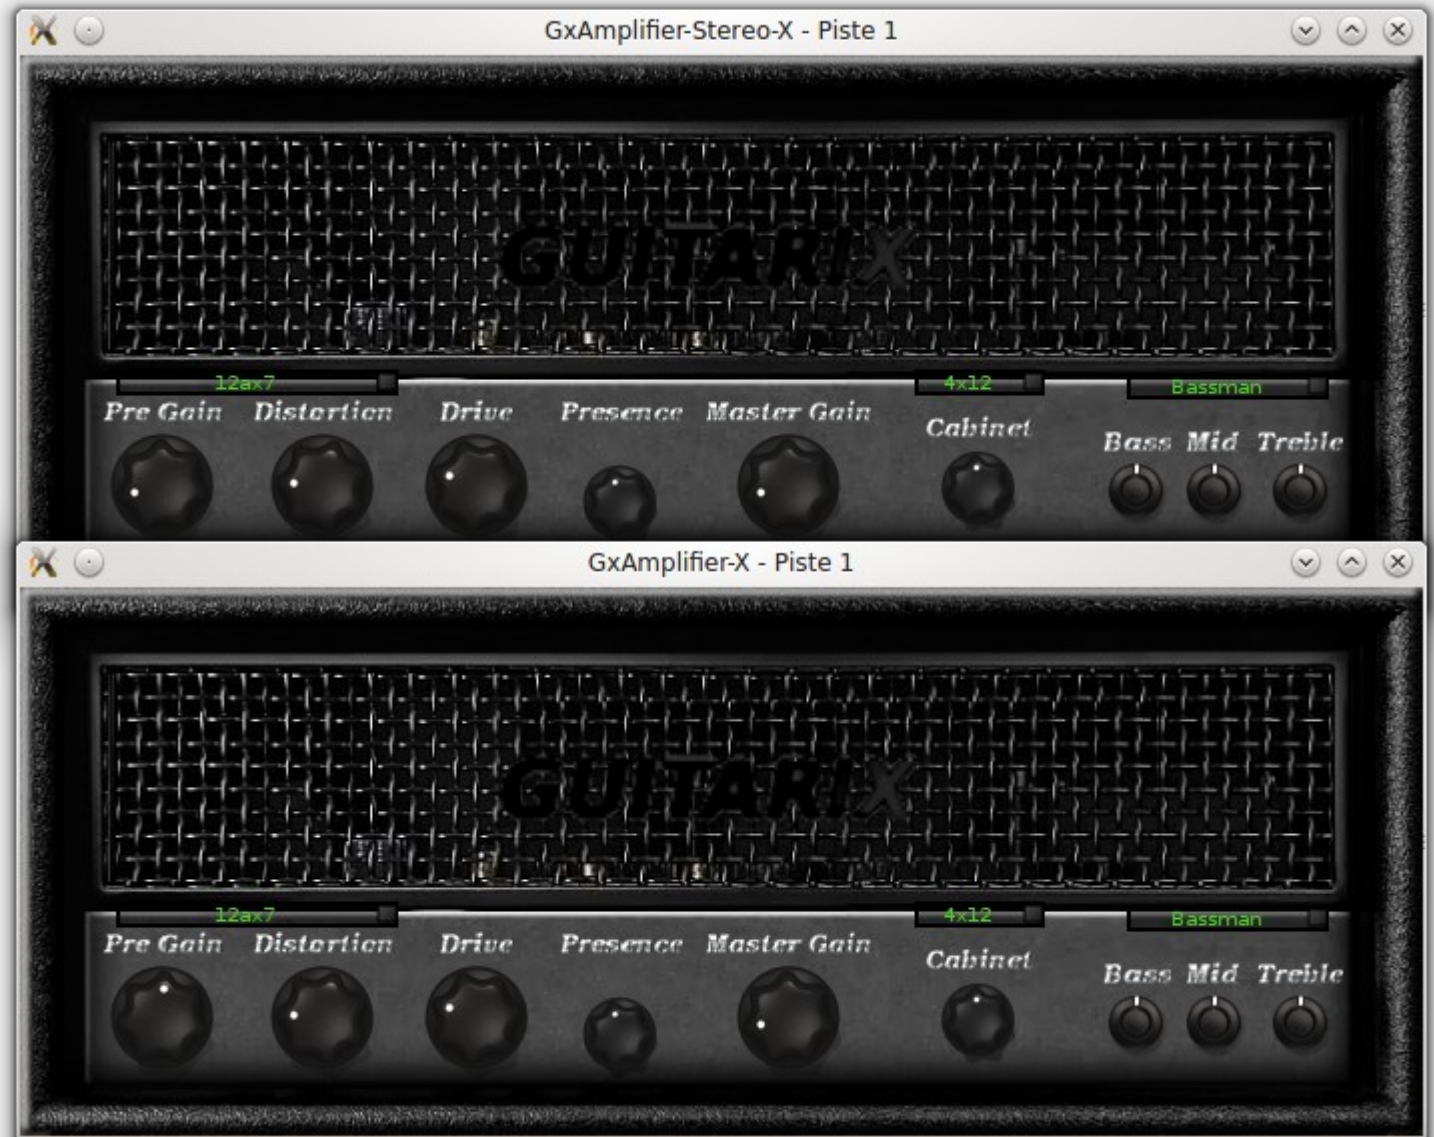 GxAmplifier-Stereo-X - Piste 1
GUITARIX
12ax7 4x12 Bassman
Pre Gain Distortion Drive Presence Master Gain Cabinet Bass Mid Treble
GxAmplifier-X - Piste 1
GUITARIX
12ax7 4x12 Bassman
Pre Gain Distortion Drive Presence Master Gain Cabinet Bass Mid Treble